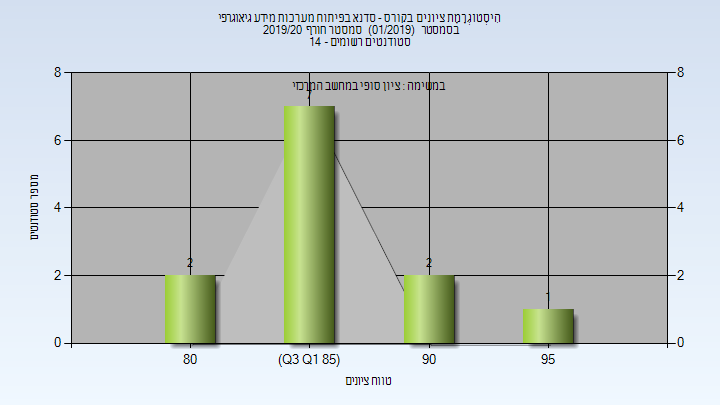 היסטוגרמת ציונים בקורס - סדנא בפיתוח מערכות מידע גיאוגרפי
בסמסטר (01/2019) סמסטר חורף 2019/20
סטודנטים רשומים - 14
במשימה : ציון סופי במחשב המרכזי
8 8
7
6 6
מספר סטודנטים
4 4
2 2
2 2
1
0 0
80 (Q3 Q1 85) 90 95
טווח ציונים